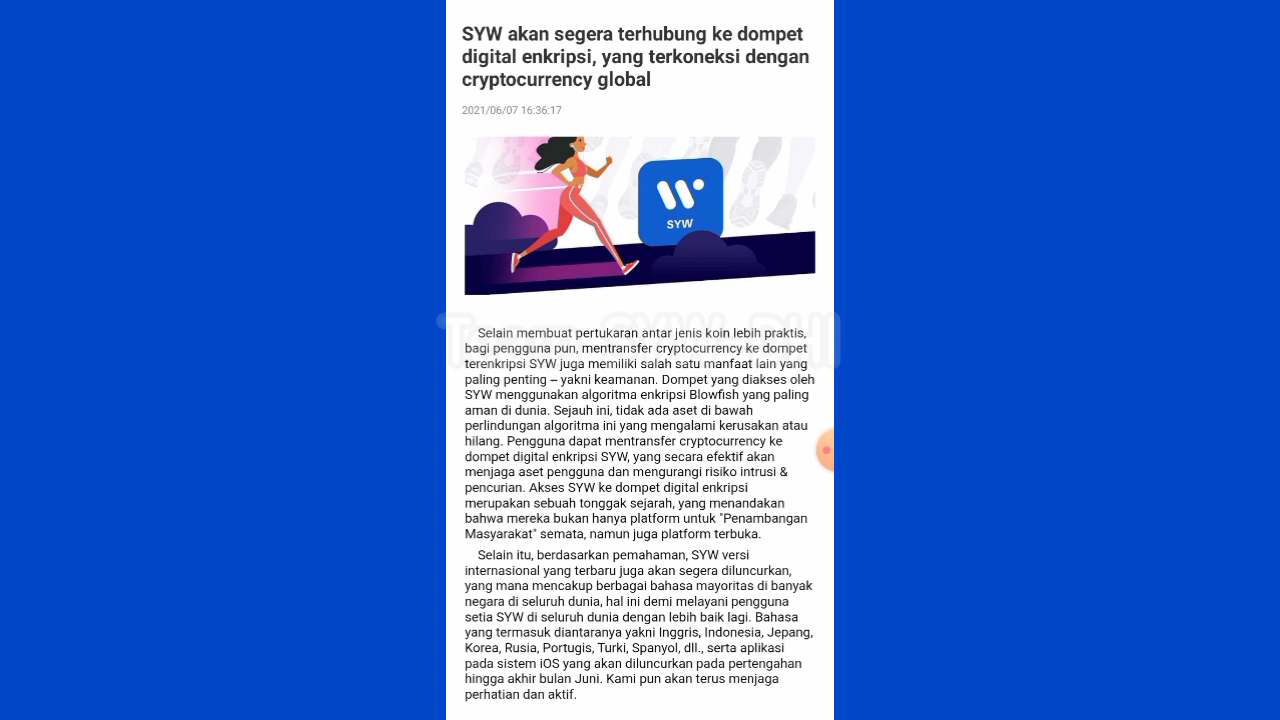 SYW akan segera terhubung ke dompet
digital enkripsi, yang terkoneksi dengan
cryptocurrency global
2021/06/07 16:36:17
SYW
Selain membuat pertukaran antar jenis koin lebih praktis,
bagi pengguna pun, mentransfer cryptocurrency ke dompet
terenkripsi SYW juga memiliki salah satu manfaat lain yang
paling penting -- yakni keamanan. Dompet yang diakses oleh
SYW menggunakan algoritma enkripsi Blowfish yang paling
aman di dunia. Sejauh ini, tidak ada aset di bawah
perlindungan algoritma ini yang mengalami kerusakan atau
hilang. Pengguna dapat mentransfer cryptocurrency ke
dompet digital enkripsi SYW, yang secara efektif akan
menjaga aset pengguna dan mengurangi risiko intrusi &
pencurian. Akses SYW ke dompet digital enkripsi
merupakan sebuah tonggak sejarah, yang menandakan
bahwa mereka bukan hanya platform untuk "Penambangan
Masyarakat" semata, namun juga platform terbuka.
Selain itu, berdasarkan pemahaman, SYW versi
internasional yang terbaru juga akan segera diluncurkan,
yang mana mencakup berbagai bahasa mayoritas di banyak
negara di seluruh dunia, hal ini demi melayani pengguna
setia SYW di seluruh dunia dengan lebih baik lagi. Bahasa
yang termasuk diantaranya yakni Inggris, Indonesia, Jepang,
Korea, Rusia, Portugis, Turki, Spanyol, dll., serta aplikasi
pada sistem iOS yang akan diluncurkan pada pertengahan
hingga akhir bulan Juni. Kami pun akan terus menjaga
perhatian dan aktif.